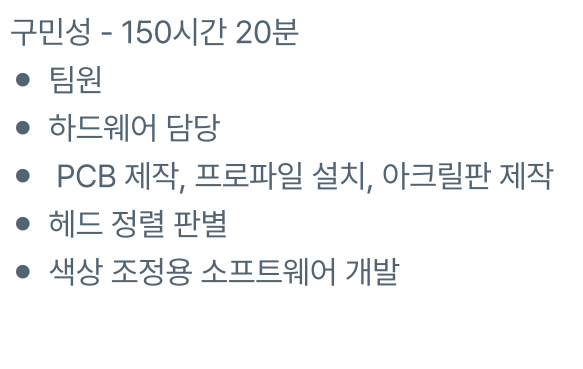 구민성 - 150시간 20분
• 팀원
• 하드웨어 담당
• PCB 제작, 프로파일 설치, 아크릴판 제작
• 헤드 정렬 판별
• 색상 조정용 소프트웨어 개발